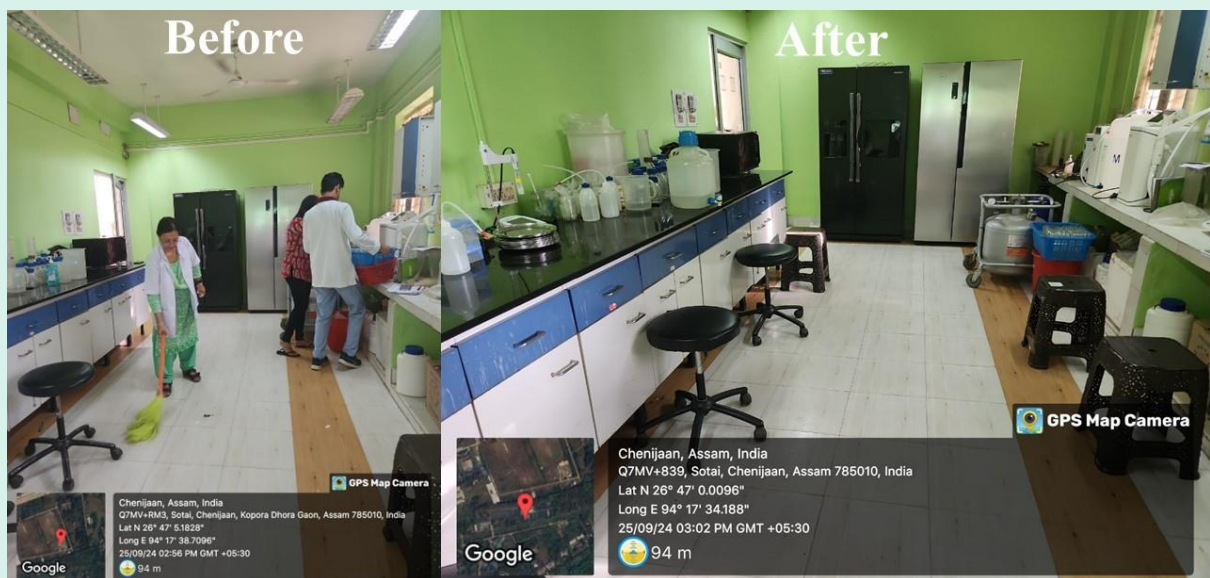 Before
GPS Map Camera
Chenijaan, Assam, India
Q7MV+RM3, Sotai, Chenijaan, Kopora Dhora Gaon, Assam 785010, India
Lat N 26° 47' 5.1828"
Long E 94° 17' 38.7096"
25/09/24 02:56 PM GMT +05:30
94 m
Google
After
GPS Map Camera
Chenijaan, Assam, India
Q7MV+839, Sotai, Chenijaan, Assam 785010, India
Lat N 26° 47' 0.0096"
Long E 94° 17' 34.188"
25/09/24 03:02 PM GMT +05:30
94 m
Google
M